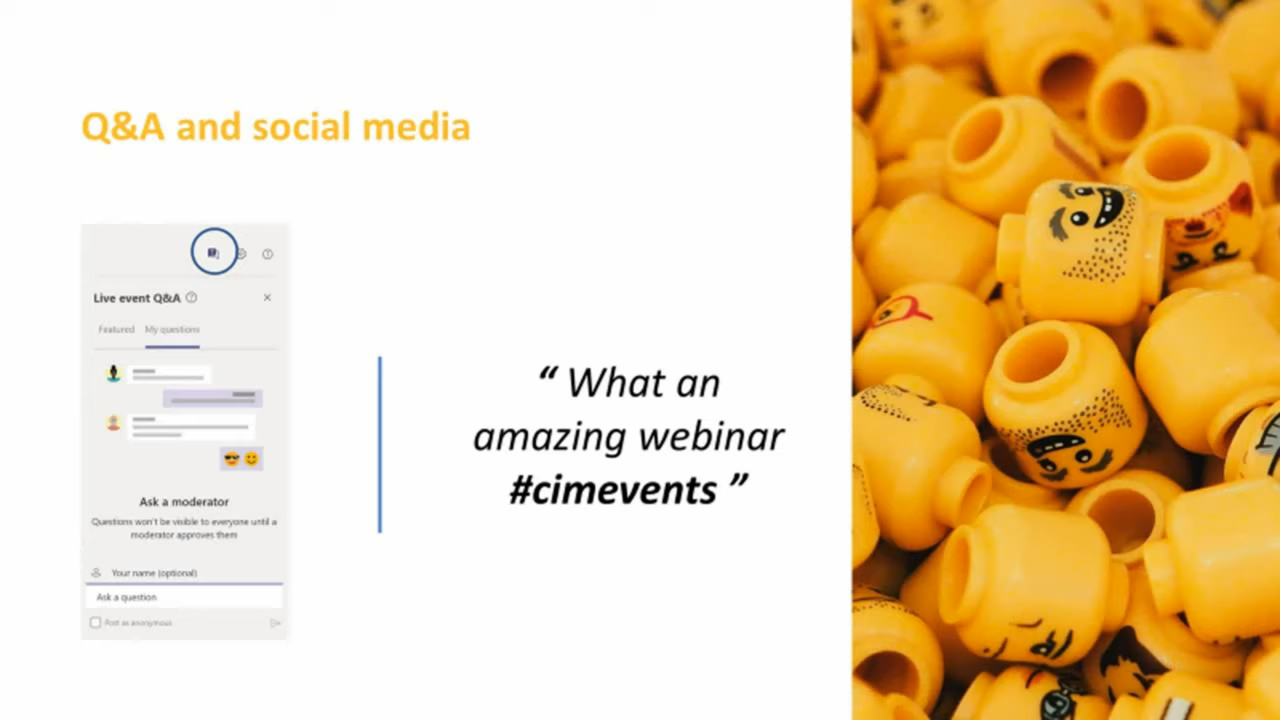 Q&A and social media
Live event Q&A
Featured My questions
Ask a moderator
Questions won't be visible to everyone until a
moderator approves them
Your name (optional)
Ask a question
Post as anonymous
“ What an
amazing webinar
#cimevents ”